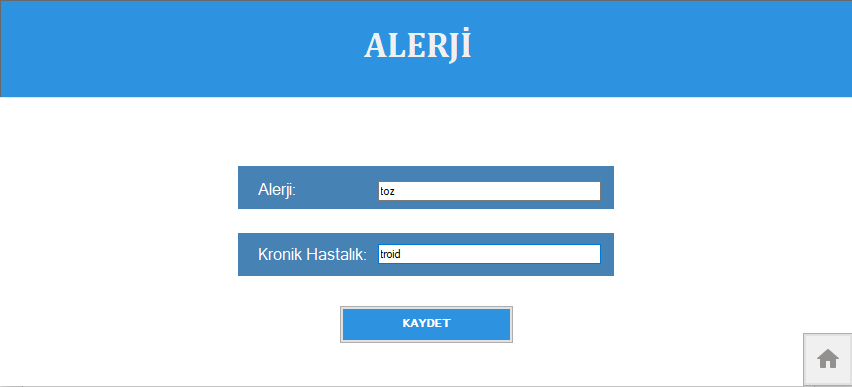 ALERJİ
Alerji: toz
Kronik Hastalık: troid
KAYDET